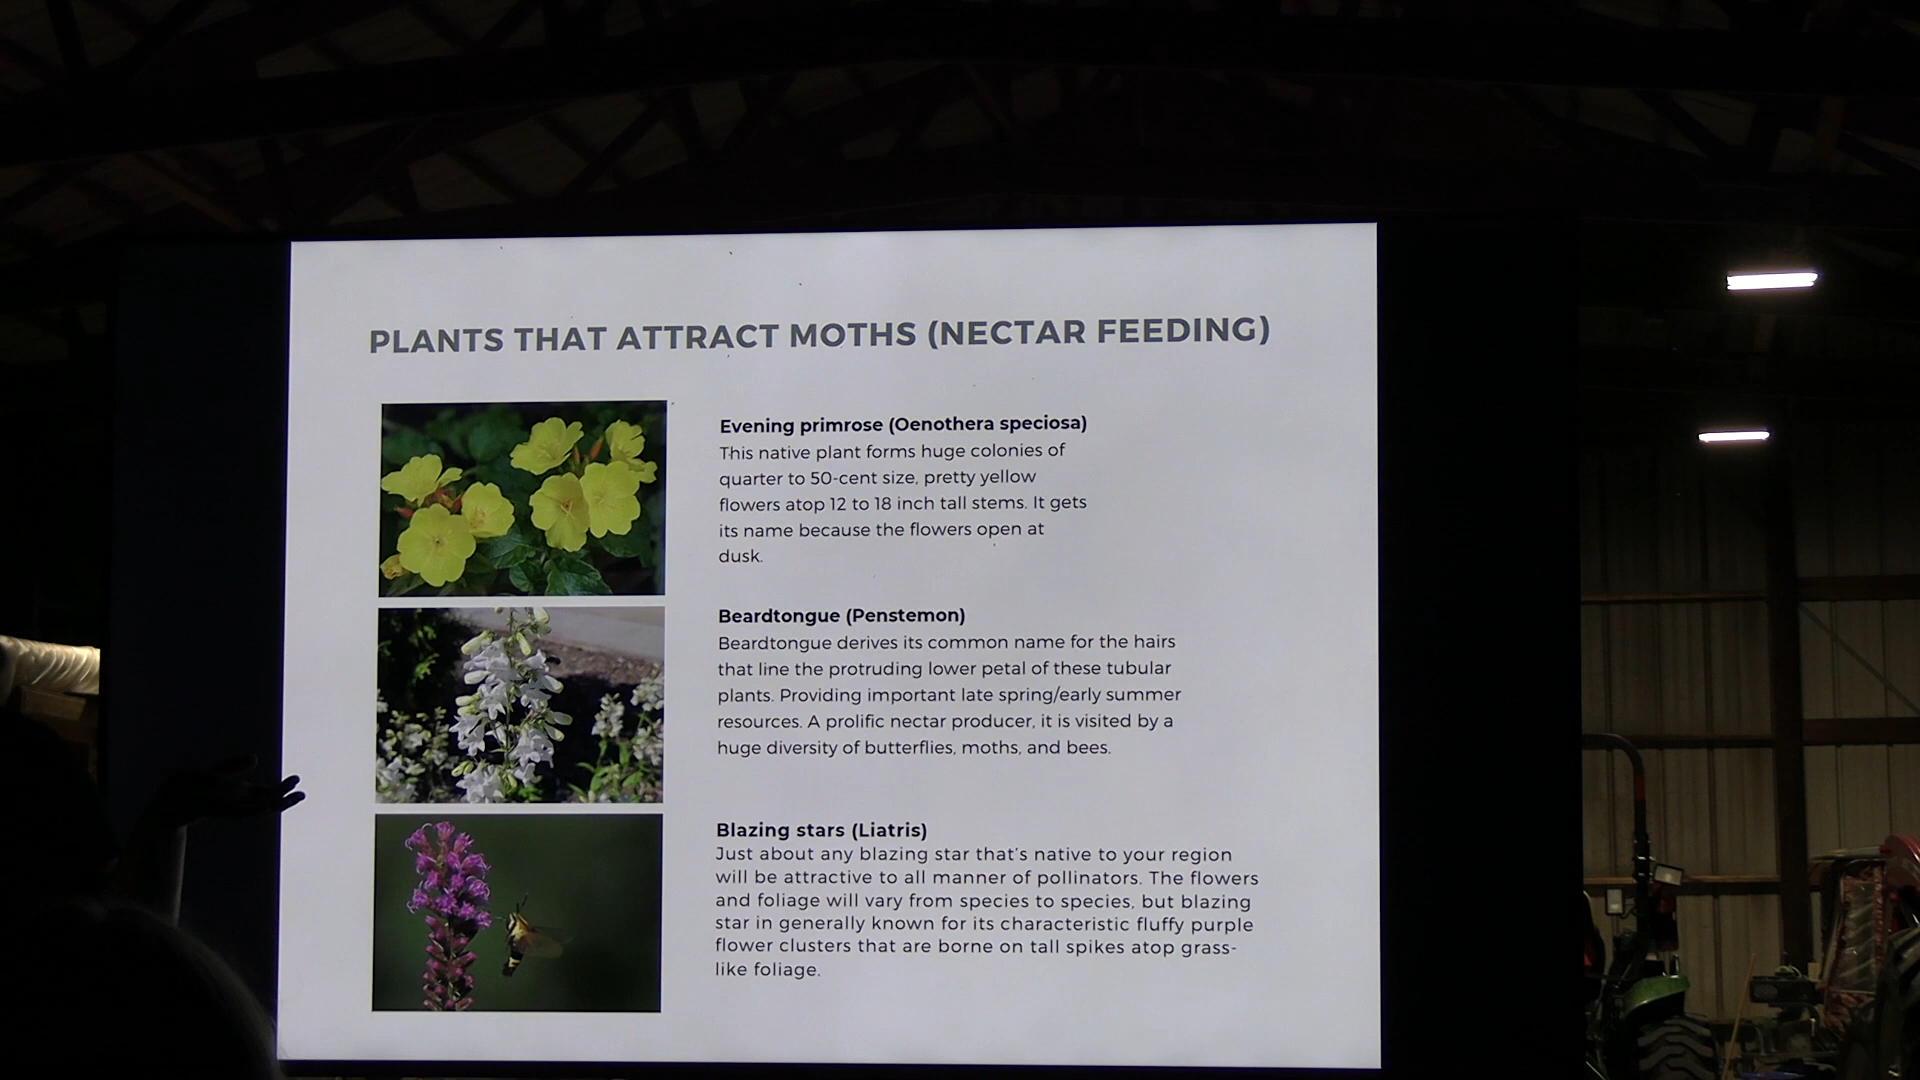 PLANTS THAT ATTRACT MOTHS (NECTAR FEEDING)
Evening primrose (Oenothera speciosa)
This native plant forms huge colonies of
quarter to 50-cent size, pretty yellow
flowers atop 12 to 18 inch tall stems. It gets
its name because the flowers open at
dusk.
Beardtongue (Penstemon)
Beardtongue derives its common name for the hairs
that line the protruding lower petal of these tubular
plants. Providing important late spring/early summer
resources. A prolific nectar producer, it is visited by a
huge diversity of butterflies, moths, and bees.
Blazing stars (Liatris)
Just about any blazing star that's native to your region
will be attractive to all manner of pollinators. The flowers
and foliage will vary from species to species, but blazing
star in generally known for its characteristic fluffy purple
flower clusters that are borne on tall spikes atop grass-
like foliage.